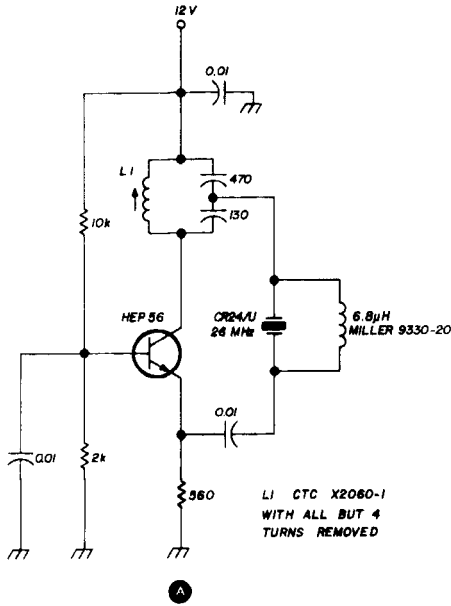 12V
0.01
L1
470
130
10k
HEP 56
CR24/U
26 MHz
6.8µH
MILLER 9330-20
0.01
0.01
2k
560
L1 CTC X2060-1
WITH ALL BUT 4
TURNS REMOVED
A